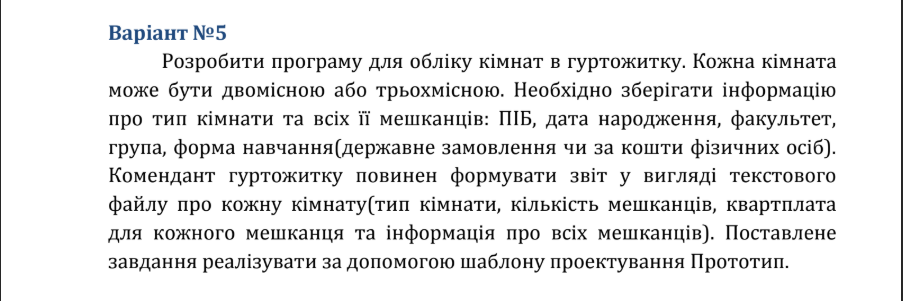 Варіант №5
Розробити програму для обліку кімнат в гуртожитку. Кожна кімната
може бути двомісною або трьохмісною. Необхідно зберігати інформацію
про тип кімнати та всіх її мешканців: ПІБ, дата народження, факультет,
група, форма навчання(державне замовлення чи за кошти фізичних осіб).
Комендант гуртожитку повинен формувати звіт у вигляді текстового
файлу про кожну кімнату(тип кімнати, кількість мешканців, квартплата
для кожного мешканця та інформація про всіх мешканців). Поставлене
завдання реалізувати за допомогою шаблону проектування Прототип.